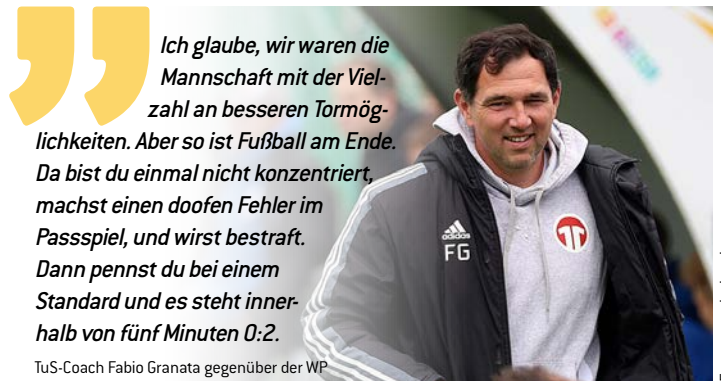 Ich glaube, wir waren die
Mannschaft mit der Viel-
zahl an besseren Tormög-
lichkeiten. Aber so ist Fußball am Ende.
Da bist du einmal nicht konzentriert,
machst einen doofen Fehler im
Passspiel, und wirst bestraft.
Dann pennst du bei einem
Standard und es steht inner-
halb von fünf Minuten 0:2.
TuS-Coach Fabio Granata gegenüber der WP
adidas
FG